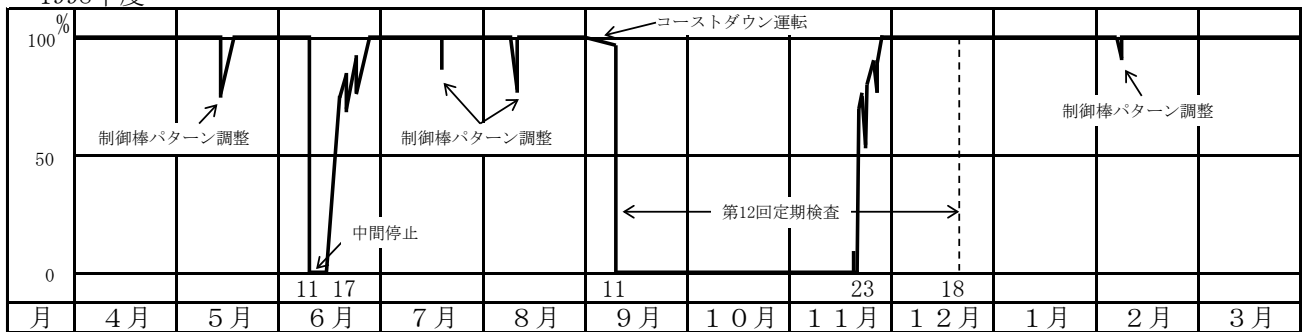 %
100
コーストダウン運転
制御棒パターン調整
制御棒パターン調整
制御棒パターン調整
50
第12回定期検査
中間停止
0
11 17 11 23 18
月 4月 5月 6月 7月 8月 9月 10月 11月 12月 1月 2月 3月